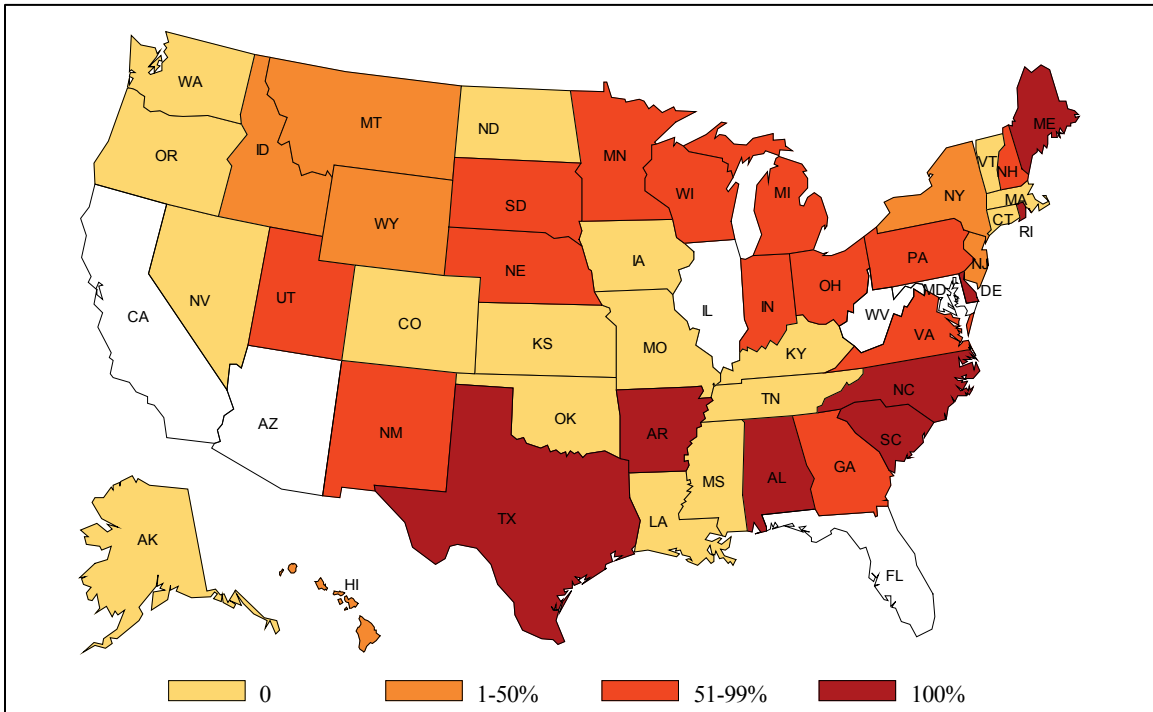 WA
MT
ND
ME
OR
ID
MN
VT
NH
SD
WI
MI
NY
MA
WY
CT
RI
IA
NE
PA
NJ
NV
UT
IL
IN
OH
MD
DE
CA
CO
WV
VA
KS
MO
KY
NC
TN
AZ
NM
OK
AR
SC
MS
AL
GA
TX
LA
AK
HI
FL
0
1-50%
51-99%
100%